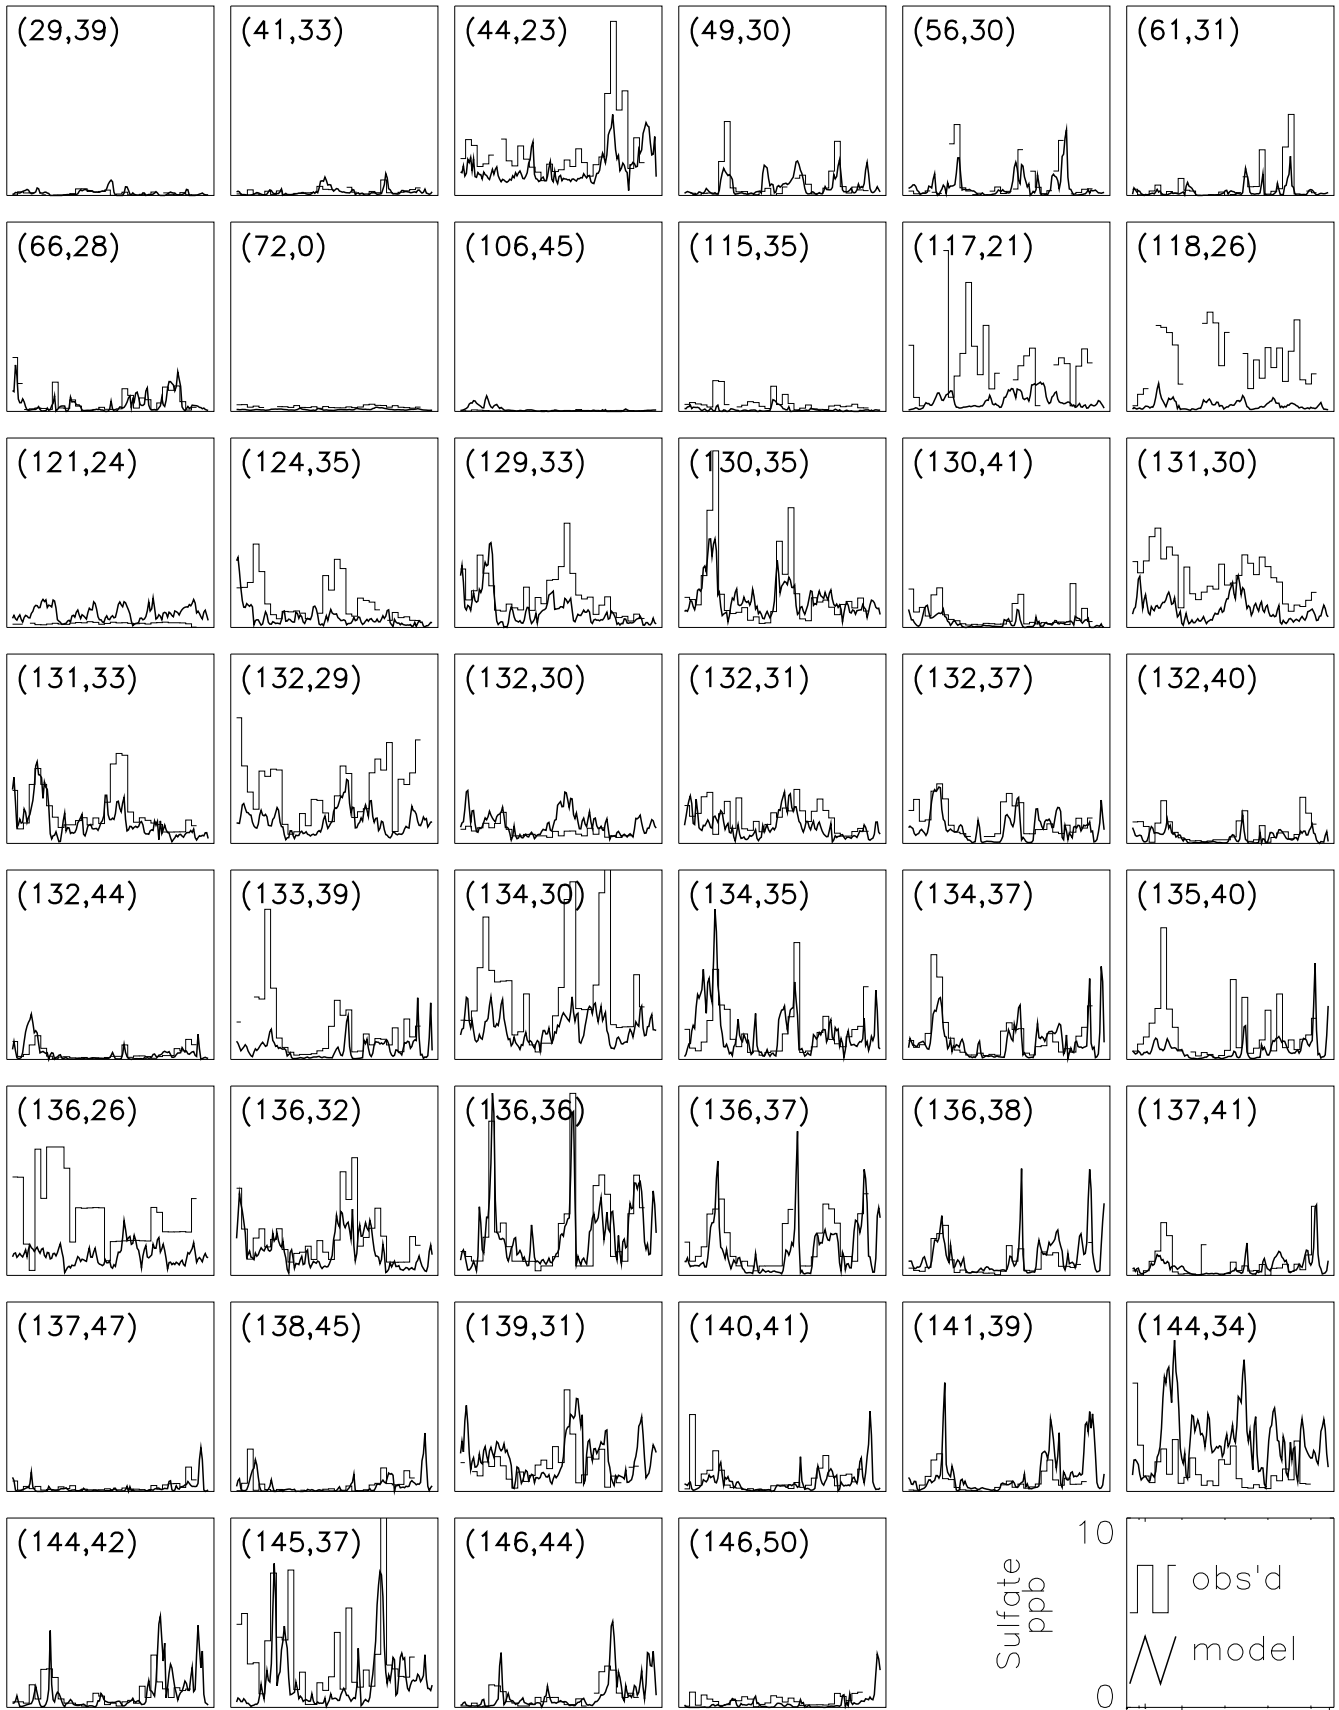 (29,39) (41,33) (44,23) (49,30) (56,30) (61,31)
(66,28) (72,0) (106,45) (115,35) (117,21) (118,26)
(121,24) (124,35) (129,33) (130,35) (130,41) (131,30)
(131,33) (132,29) (132,30) (132,31) (132,37) (132,40)
(132,44) (133,39) (134,30) (134,35) (134,37) (135,40)
(136,26) (136,32) (136,36) (136,37) (136,38) (137,41)
(137,47) (138,45) (139,31) (140,41) (141,39) (144,34)
(144,42) (145,37) (146,44) (146,50)
Sulfate
ppb
10
0
obs'd
model